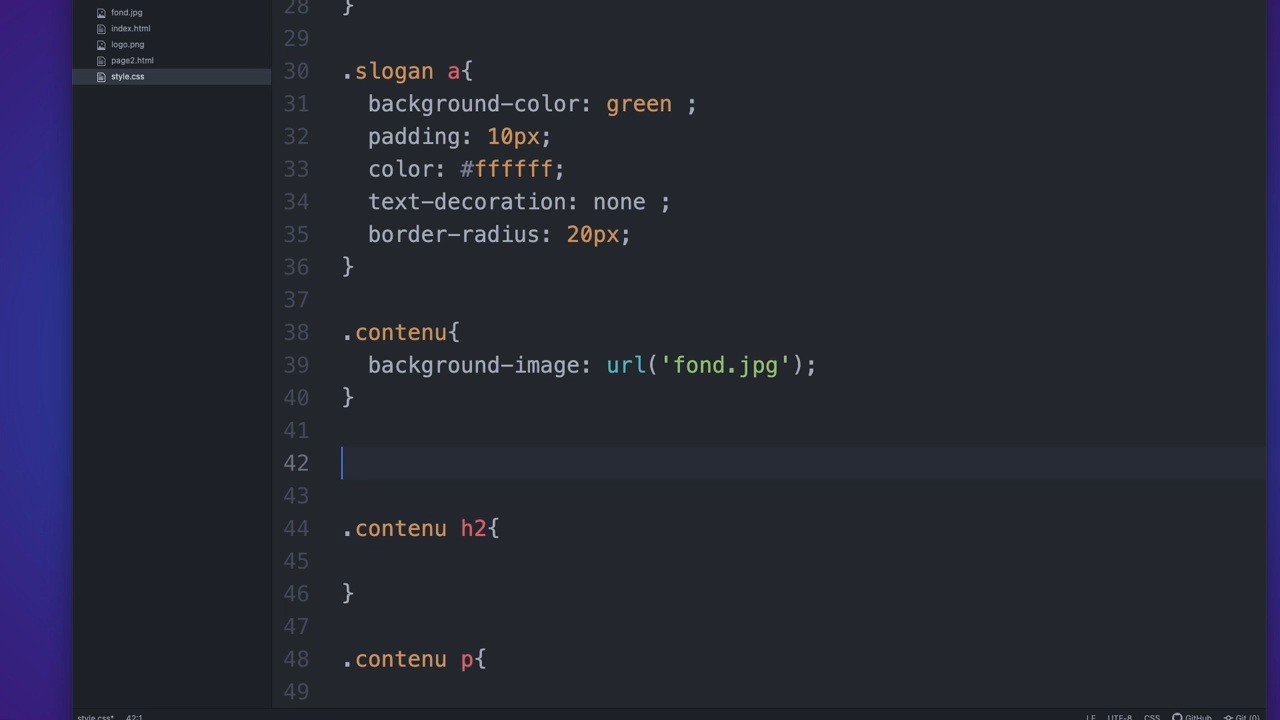 fond.jpg
index.html
logo.png
page2.html
style.css
28 }
29
30 .slogan a{
31 background-color: green ;
32 padding: 10px;
33 color: #ffffff;
34 text-decoration: none ;
35 border-radius: 20px;
36 }
37
38 .contenu{
39 background-image: url('fond.jpg');
40 }
41
42
43
44 .contenu h2{
45
46 }
47
48 .contenu p{
49
style.css* 42:1 LF UTF-8 CSS GitHub Git (0)